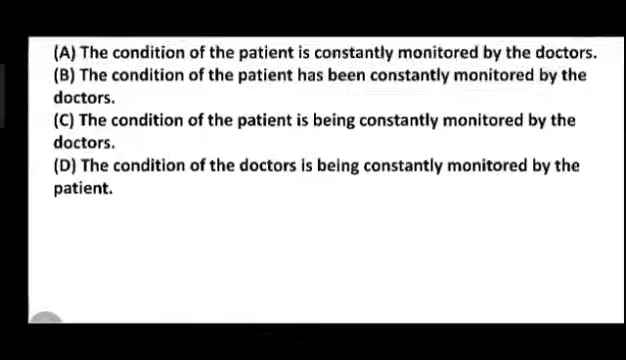 (A) The condition of the patient is constantly monitored by the doctors.
(B) The condition of the patient has been constantly monitored by the
doctors.
(C) The condition of the patient is being constantly monitored by the
doctors.
(D) The condition of the doctors is being constantly monitored by the
patient.